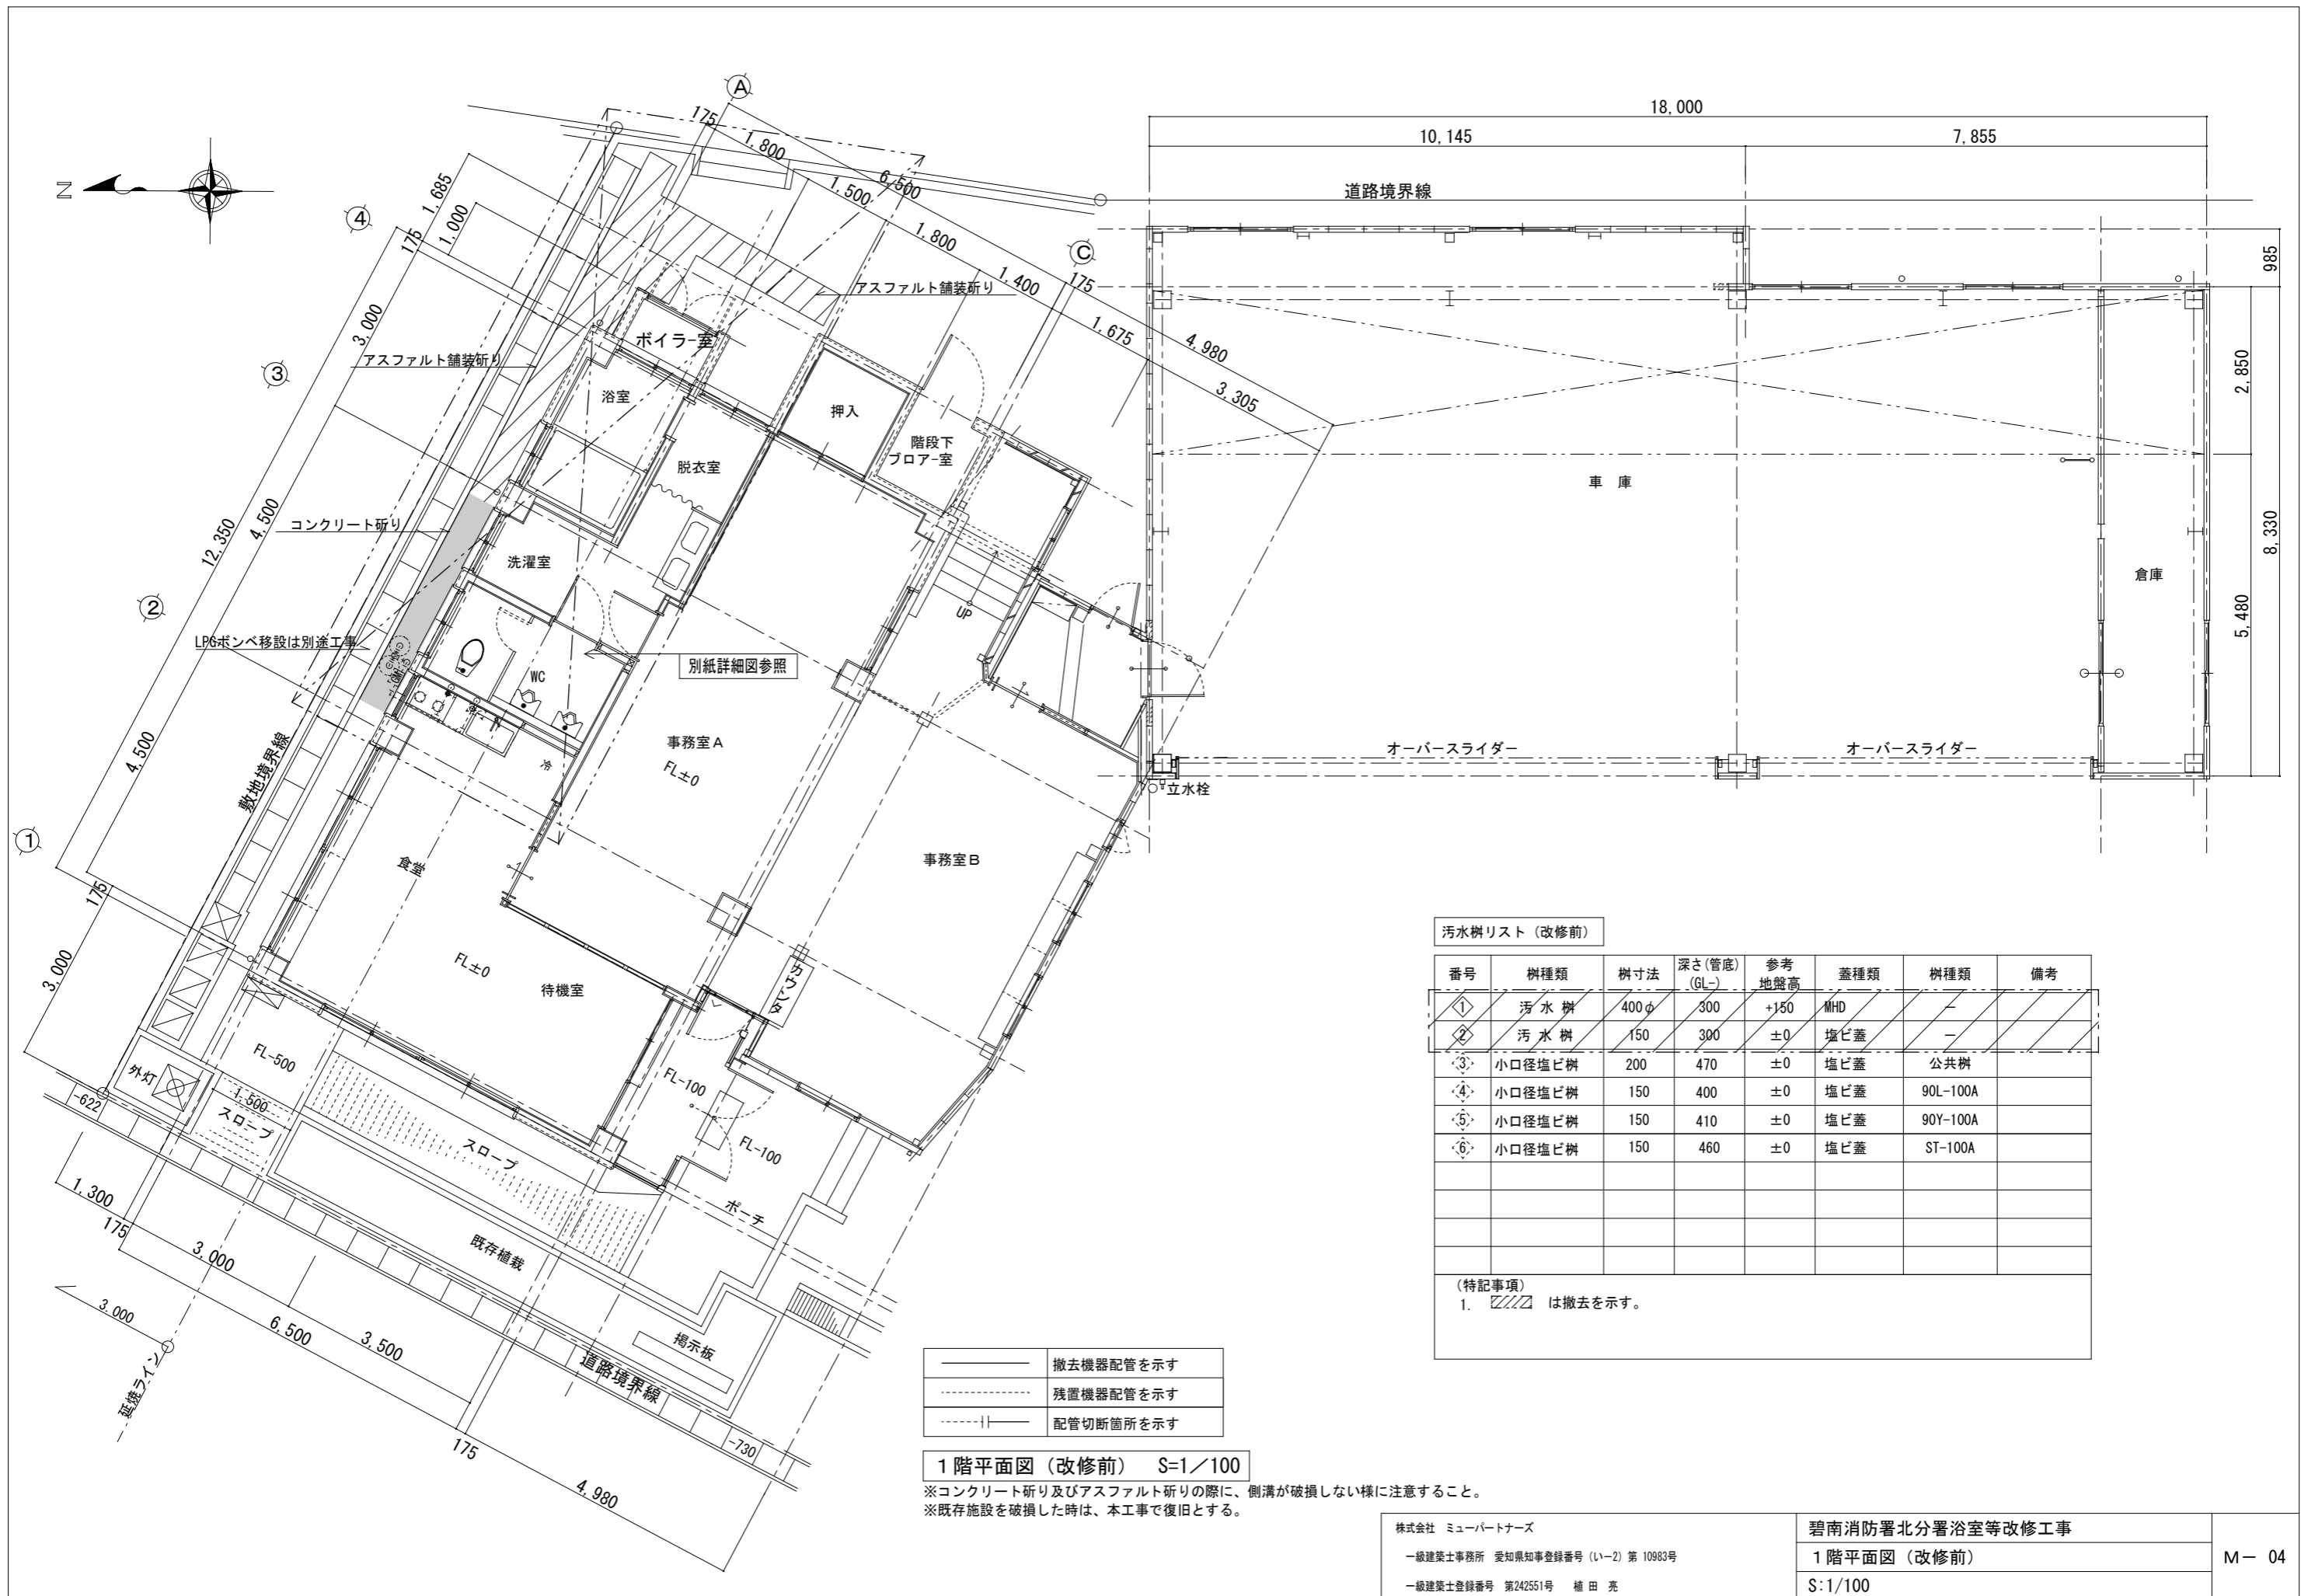 N
A
C
4
3
2
1
175
1,800
6,500
1,500
1,800
1,400
175
1,675
4,980
3,305
1,685
1,000
175
3,000
4,500
12,350
4,500
175
3,000
18,000
10,145
7,855
道路境界線
985
2,850
8,330
5,480
アスファルト舗装斫り
アスファルト舗装斫り
コンクリート斫り
LPGボンベ移設は別途工事
敷地境界線
ボイラー室
浴室
脱衣室
押入
階段下
ブロアー室
洗濯室
WC
GM
別紙詳細図参照
UP
冷
事務室A
FL±0
事務室B
食堂
FL±0
待機室
カウンタ
車 庫
倉庫
オーバースライダー
オーバースライダー
立水栓
FL-500
外灯
-622
1,500
スロープ
スロープ
FL-100
FL-100
ポーチ
既存植栽
掲示板
道路境界線
-730
1,300
175
3,000
3,500
6,500
175
4,980
3,000
延焼ライン
汚水桝リスト（改修前）
番号 桝種類 桝寸法 深さ(管底)(GL-) 参考地盤高 蓋種類 桝種類 備考
1 汚 水 桝 400φ 300 +150 MHD －
2 汚 水 桝 150 300 ±0 塩ビ蓋 －
3 小口径塩ビ桝 200 470 ±0 塩ビ蓋 公共桝
4 小口径塩ビ桝 150 400 ±0 塩ビ蓋 90L-100A
5 小口径塩ビ桝 150 410 ±0 塩ビ蓋 90Y-100A
6 小口径塩ビ桝 150 460 ±0 塩ビ蓋 ST-100A
（特記事項）
1. は撤去を示す。
撤去機器配管を示す
残置機器配管を示す
配管切断箇所を示す
１階平面図（改修前） S=1／100
※コンクリート斫り及びアスファルト斫りの際に、側溝が破損しない様に注意すること。
※既存施設を破損した時は、本工事で復旧とする。
株式会社 ミューパートナーズ
一級建築士事務所 愛知県知事登録番号（い－2）第 10983号
一級建築士登録番号 第242551号 植 田 亮
碧南消防署北分署浴室等改修工事
１階平面図（改修前）
S:1/100
M－ 04